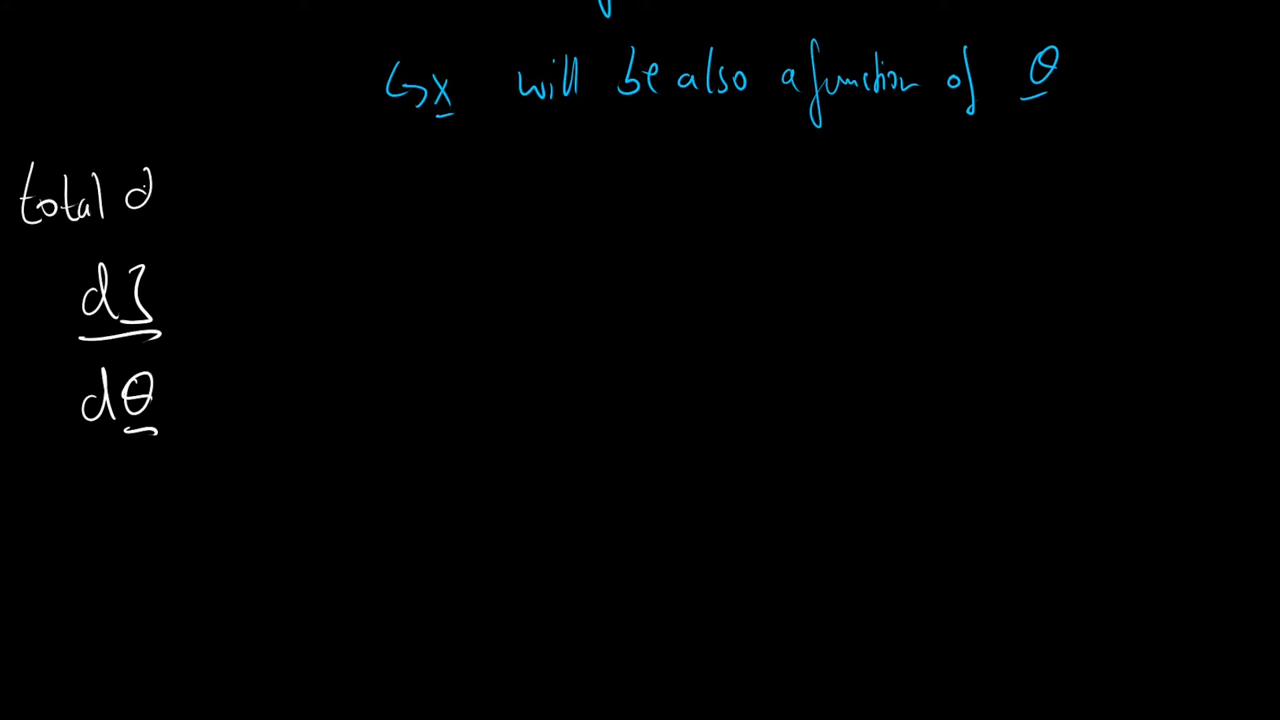 ↳ x will be also a function of θ
total d
dJ
dθ